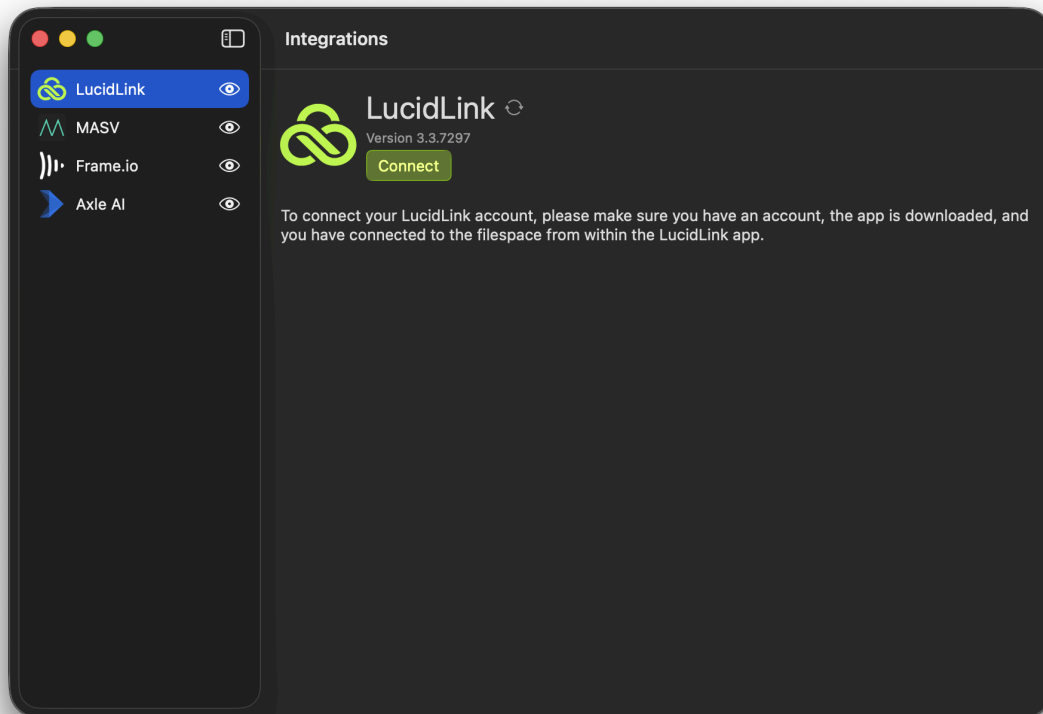 Integrations
LucidLink
MASV
Frame.io
Axle AI
LucidLink
Version 3.3.7297
Connect
To connect your LucidLink account, please make sure you have an account, the app is downloaded, and
you have connected to the filespace from within the LucidLink app.